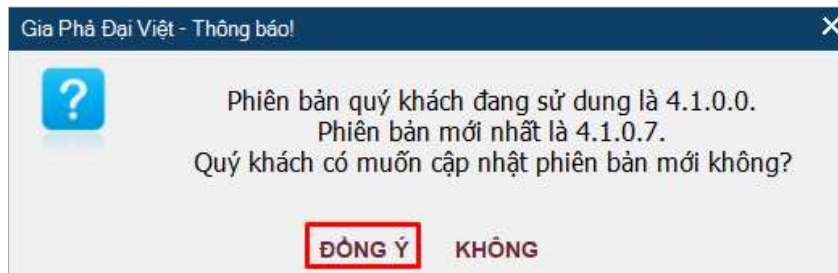 Gia Phả Đại Việt - Thông báo!
Phiên bản quý khách đang sử dung là 4.1.0.0.
Phiên bản mới nhất là 4.1.0.7.
Quý khách có muốn cập nhật phiên bản mới không?
ĐỒNG Ý KHÔNG